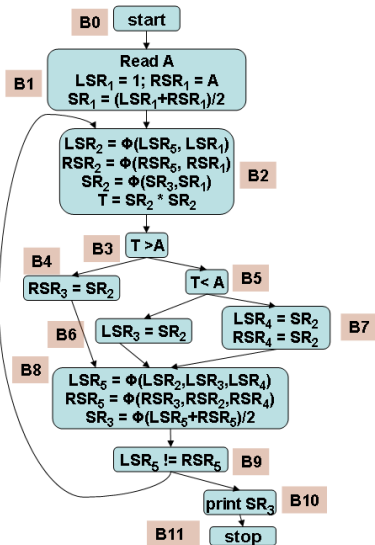 B0
start
B1
Read A
LSR₁ = 1; RSR₁ = A
SR₁ = (LSR₁+RSR₁)/2
LSR₂ = Φ(LSR₅, LSR₁)
RSR₂ = Φ(RSR₅, RSR₁)
SR₂ = Φ(SR₃,SR₁)
T = SR₂ * SR₂
B2
B3
T >A
B4
RSR₃ = SR₂
T< A
B5
B6
LSR₃ = SR₂
LSR₄ = SR₂
RSR₄ = SR₂
B7
B8
LSR₅ = Φ(LSR₂,LSR₃,LSR₄)
RSR₅ = Φ(RSR₃,RSR₂,RSR₄)
SR₃ = Φ(LSR₅+RSR₅)/2
LSR₅ != RSR₅
B9
print SR₃
B10
B11
stop